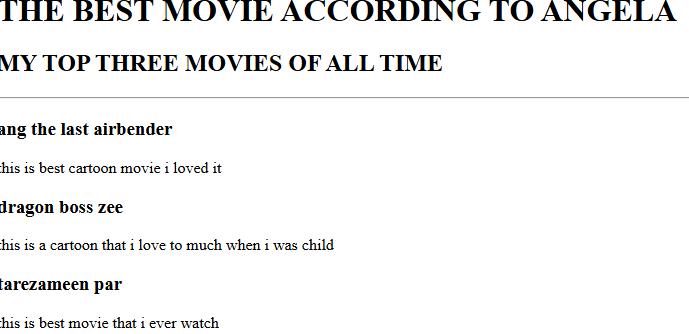 THE BEST MOVIE ACCORDING TO ANGELA
MY TOP THREE MOVIES OF ALL TIME
ang the last airbender
this is best cartoon movie i loved it
dragon boss zee
this is a cartoon that i love to much when i was child
tarezameen par
this is best movie that i ever watch